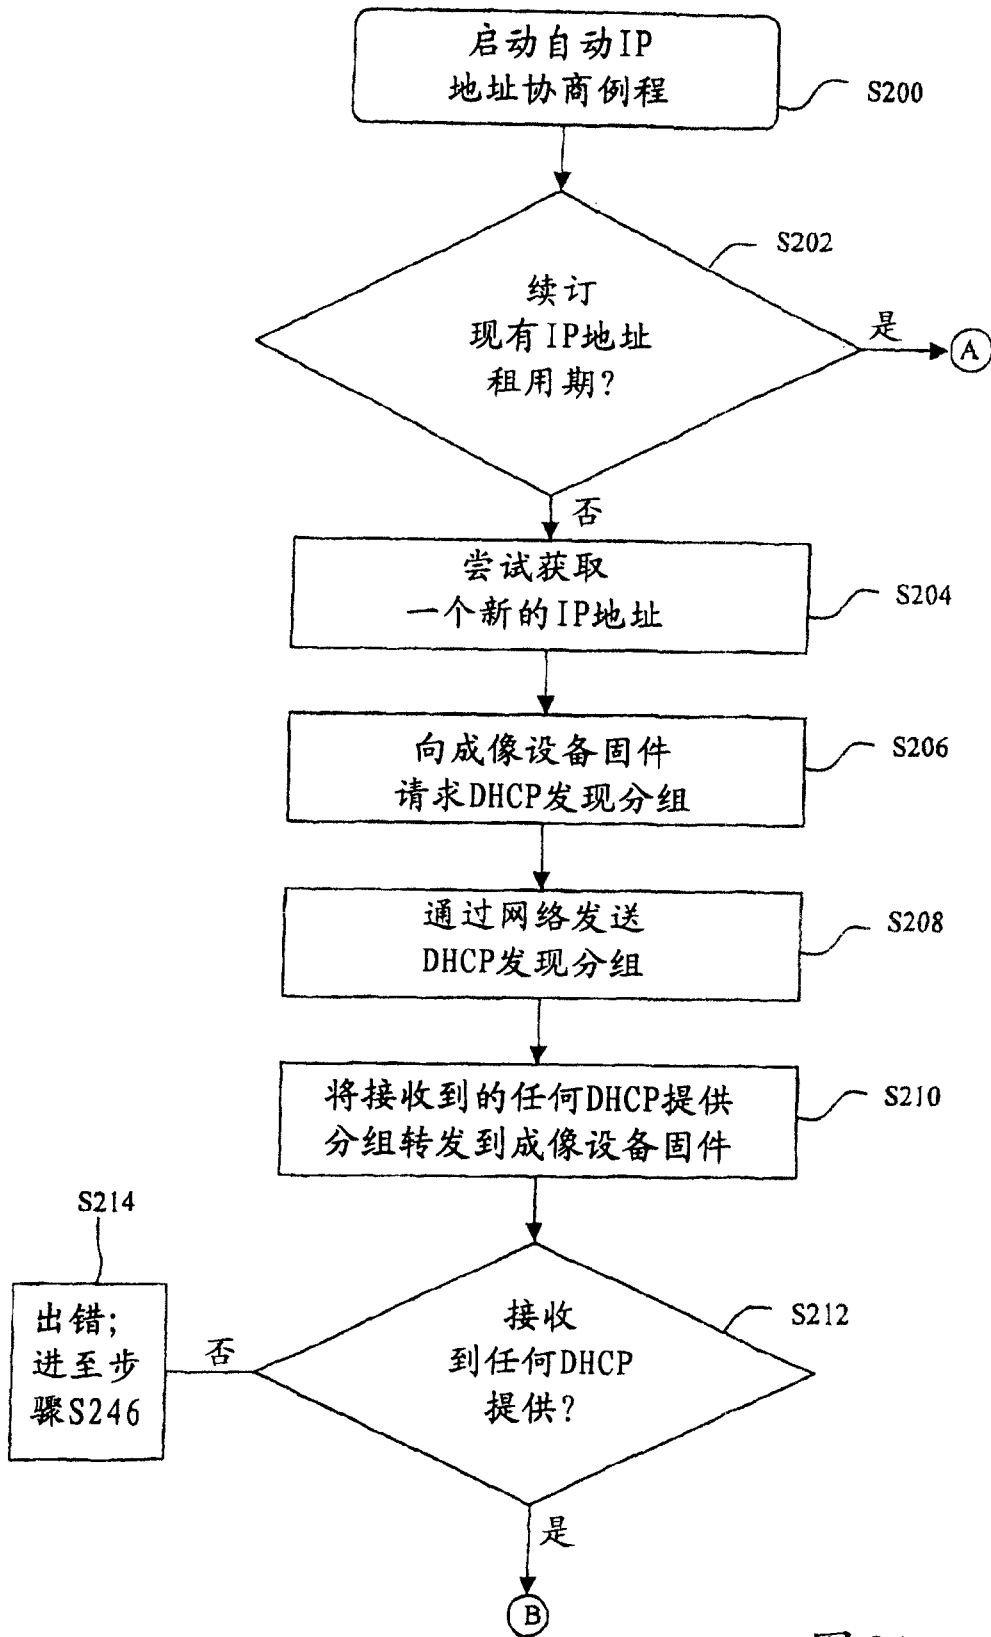 启动自动IP
地址协商例程
S200
S202
续订
现有IP地址
租用期?
是
A
否
尝试获取
一个新的IP地址
S204
向成像设备固件
请求DHCP发现分组
S206
通过网络发送
DHCP发现分组
S208
将接收到的任何DHCP提供
分组转发到成像设备固件
S210
S214
出错;
进至步
骤S246
否
S212
接收
到任何DHCP
提供?
是
B